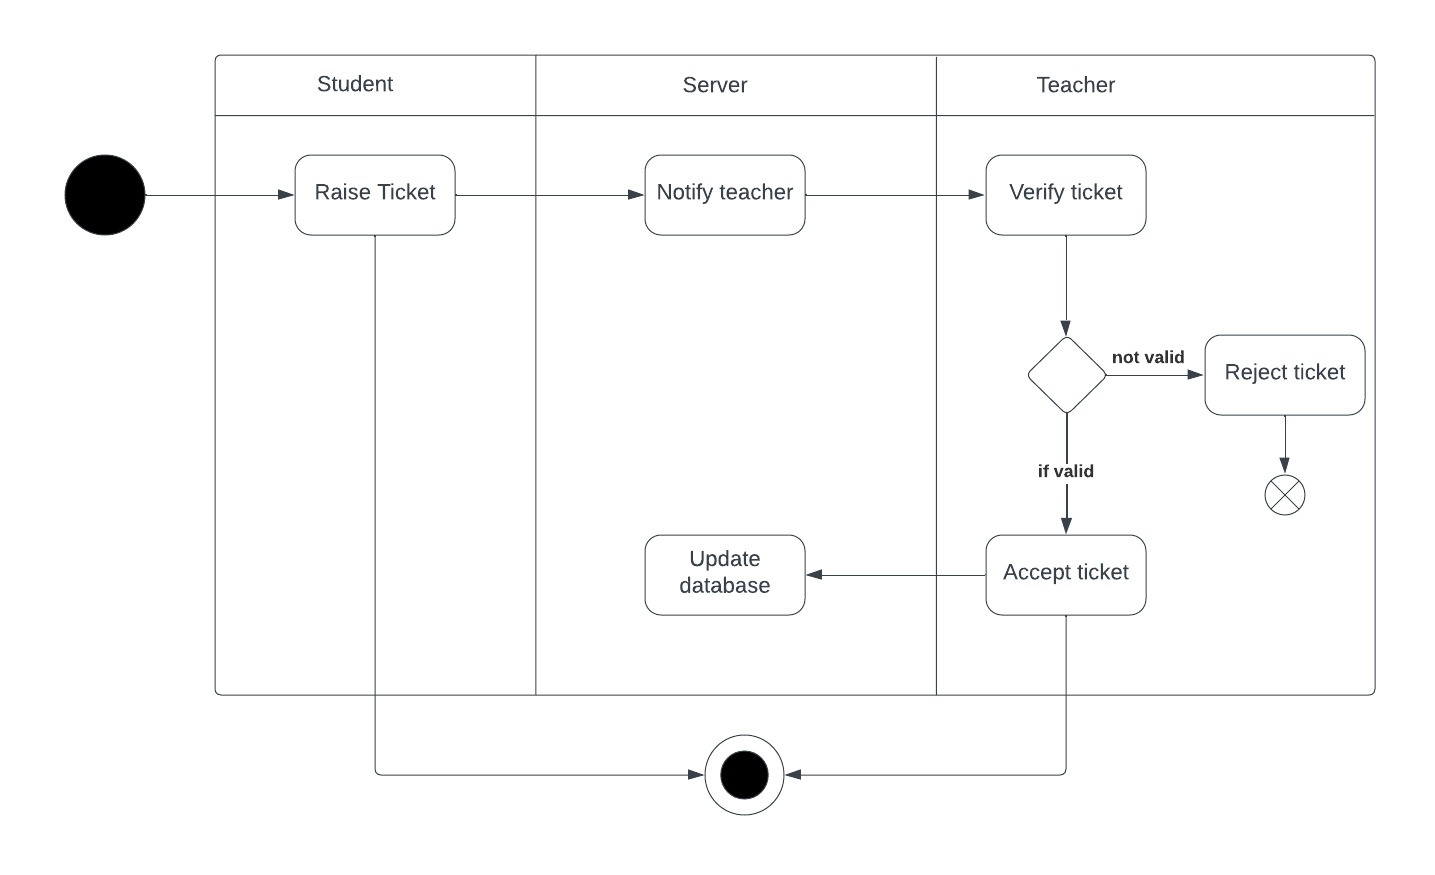 Student
Server
Teacher
Raise Ticket
Notify teacher
Verify ticket
not valid
Reject ticket
if valid
Update
database
Accept ticket